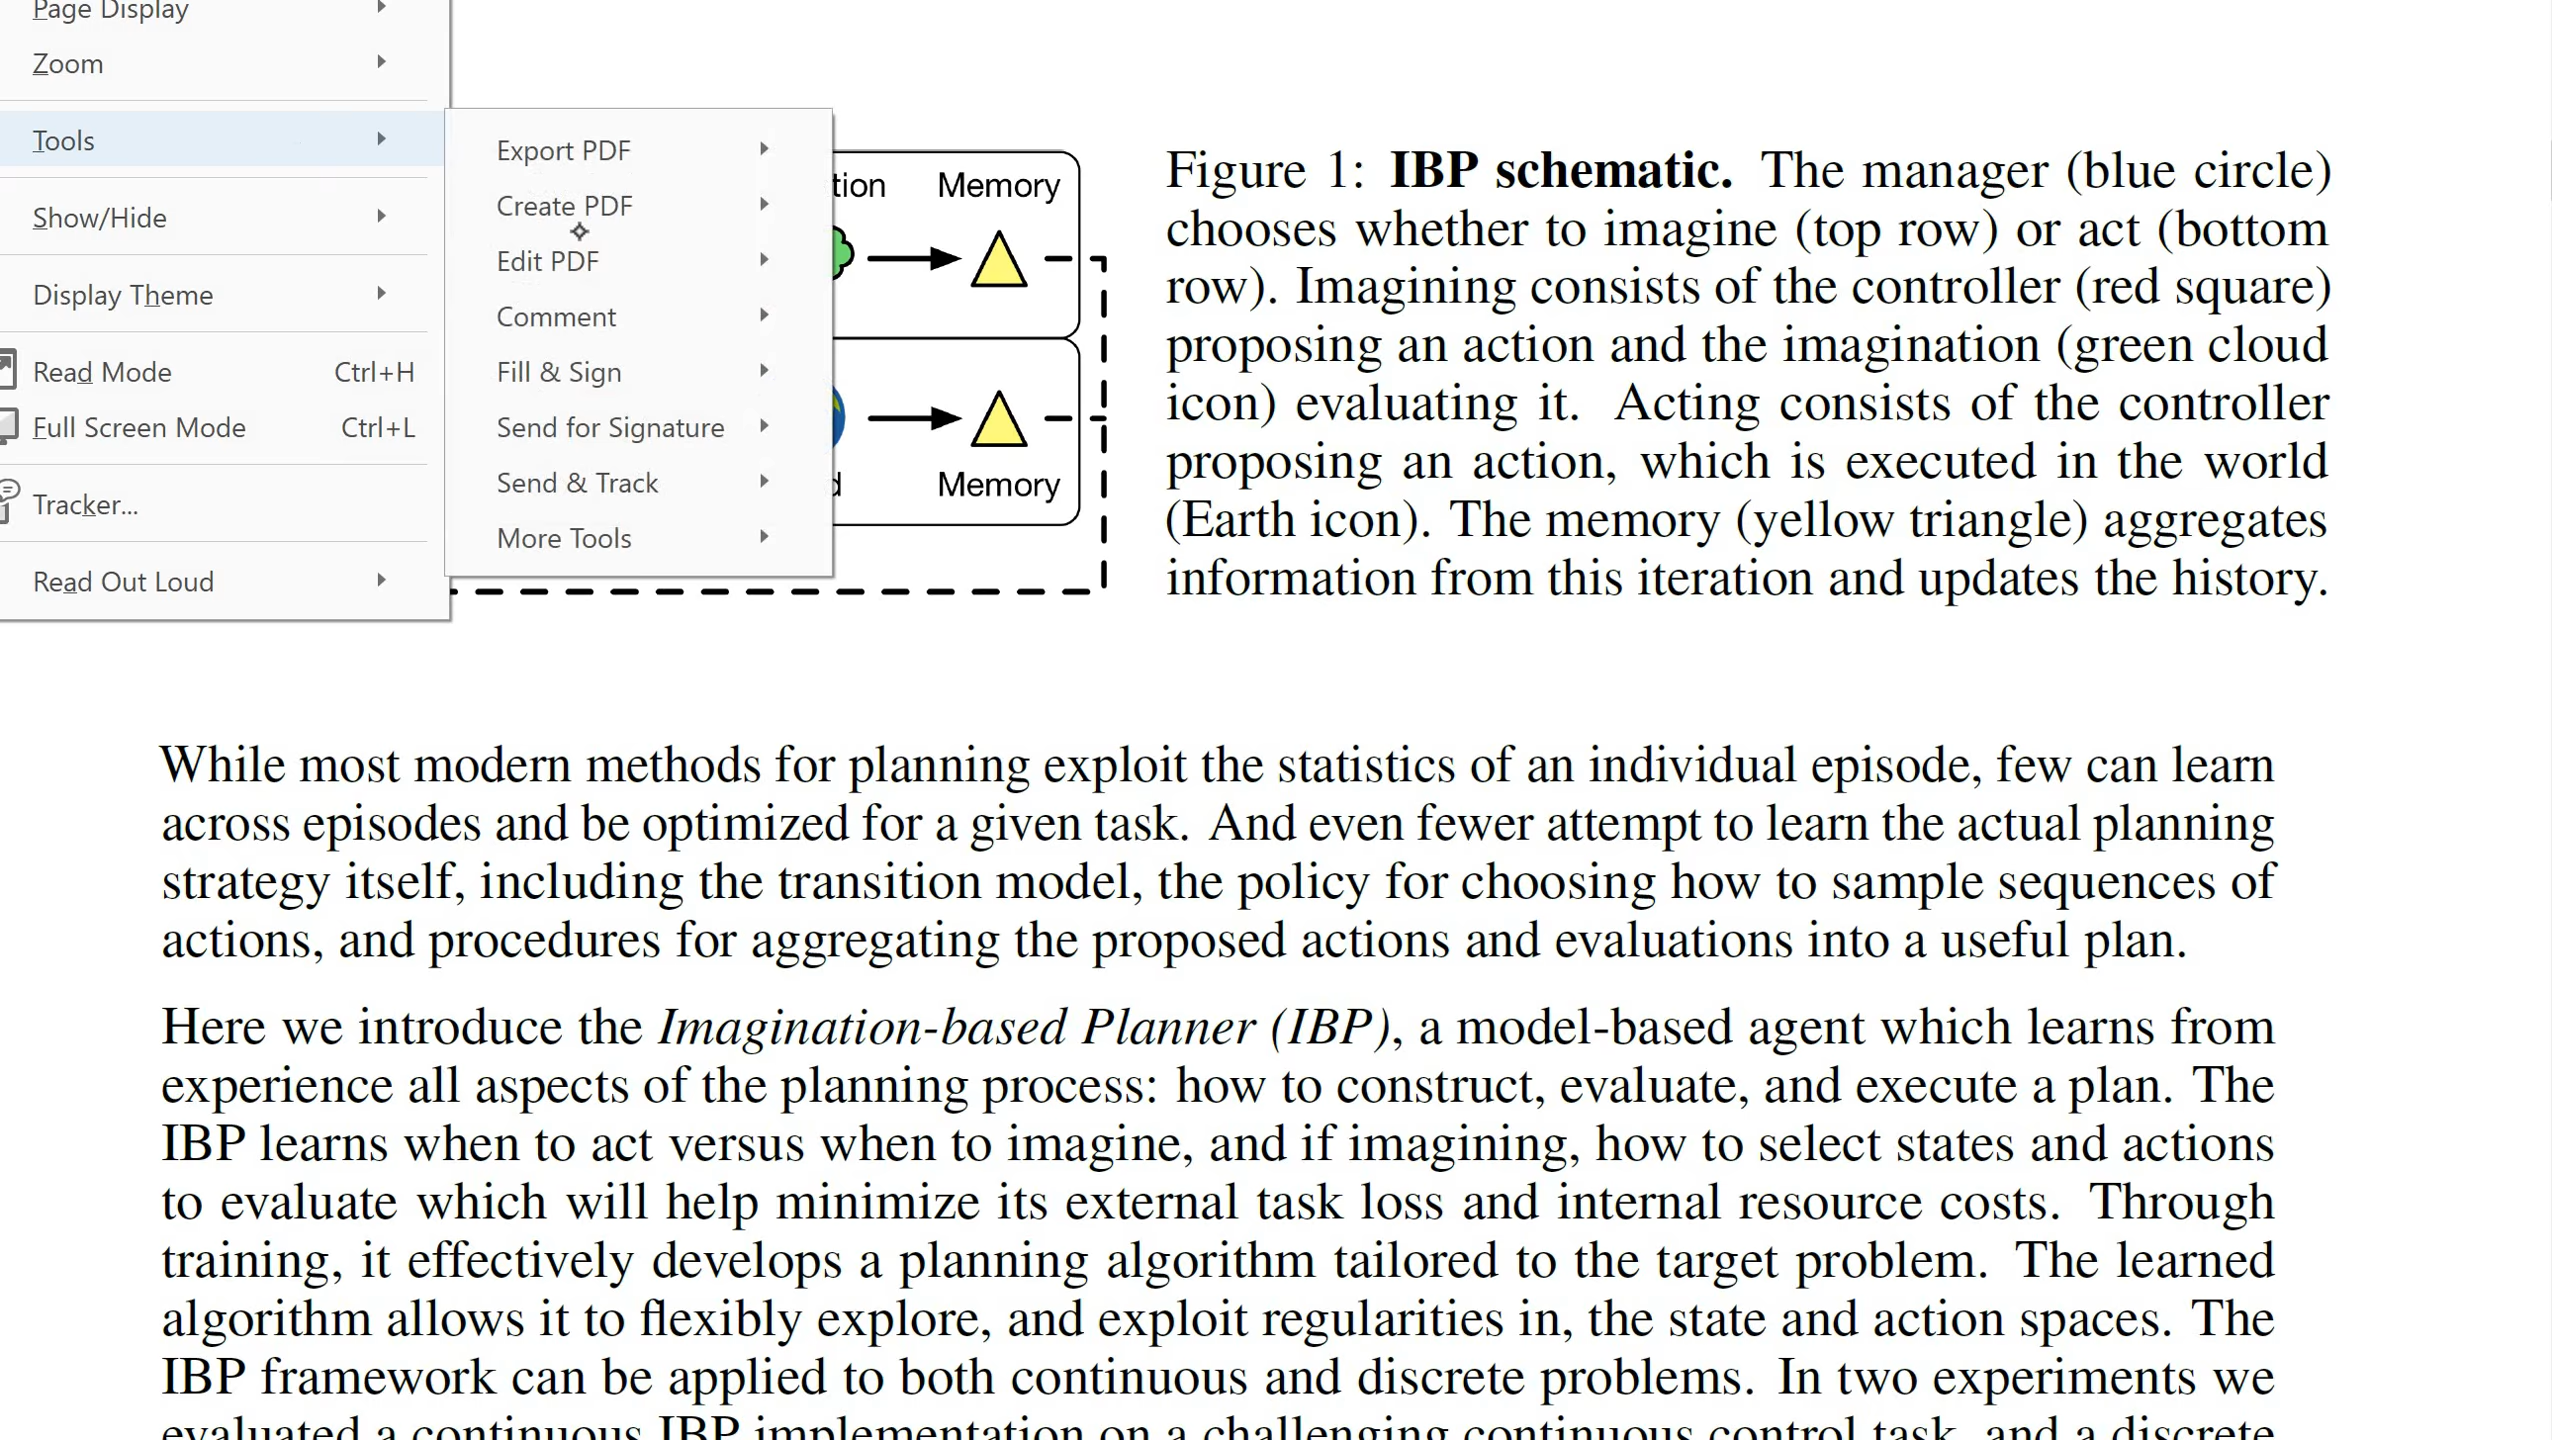 Page Display
Zoom
Tools
Show/Hide
Display Theme
Read Mode Ctrl+H
Full Screen Mode Ctrl+L
Tracker...
Read Out Loud
Export PDF
Create PDF
Edit PDF
Comment
Fill & Sign
Send for Signature
Send & Track
More Tools
tion Memory
d Memory
Figure 1: IBP schematic. The manager (blue circle)
chooses whether to imagine (top row) or act (bottom
row). Imagining consists of the controller (red square)
proposing an action and the imagination (green cloud
icon) evaluating it. Acting consists of the controller
proposing an action, which is executed in the world
(Earth icon). The memory (yellow triangle) aggregates
information from this iteration and updates the history.
While most modern methods for planning exploit the statistics of an individual episode, few can learn
across episodes and be optimized for a given task. And even fewer attempt to learn the actual planning
strategy itself, including the transition model, the policy for choosing how to sample sequences of
actions, and procedures for aggregating the proposed actions and evaluations into a useful plan.
Here we introduce the Imagination-based Planner (IBP), a model-based agent which learns from
experience all aspects of the planning process: how to construct, evaluate, and execute a plan. The
IBP learns when to act versus when to imagine, and if imagining, how to select states and actions
to evaluate which will help minimize its external task loss and internal resource costs. Through
training, it effectively develops a planning algorithm tailored to the target problem. The learned
algorithm allows it to flexibly explore, and exploit regularities in, the state and action spaces. The
IBP framework can be applied to both continuous and discrete problems. In two experiments we
evaluated a continuous IBP implementation on a challenging continuous control task, and a discrete